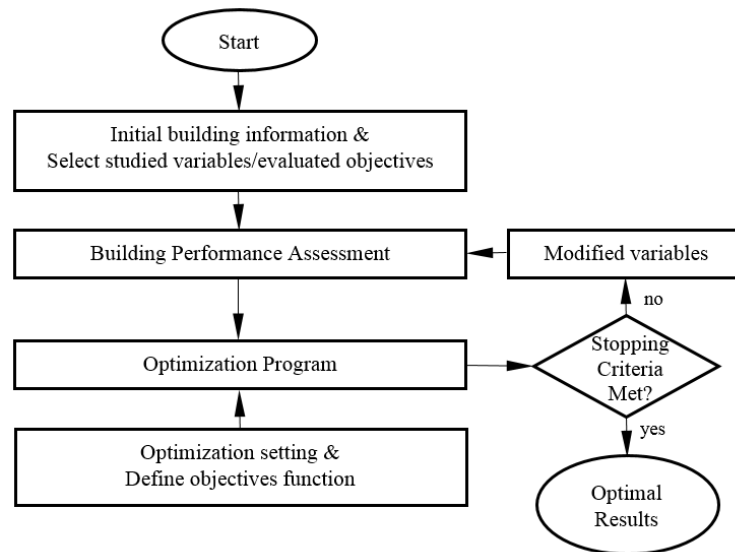 Start
Initial building information &
Select studied variables/evaluated objectives
Building Performance Assessment
Modified variables
no
Optimization Program
Stopping
Criteria
Met?
yes
Optimization setting &
Define objectives function
Optimal
Results